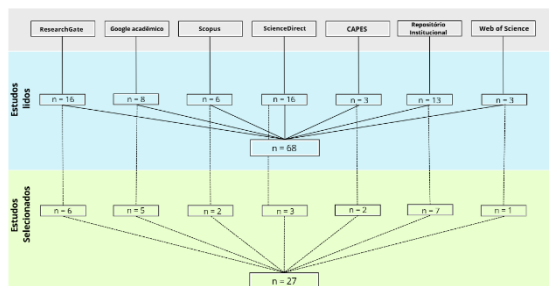 ResearchGate
Google acadêmico
Scopus
ScienceDirect
CAPES
Repositório
Institucional
Web of Science
Estudos
lidos
n = 16
n = 8
n = 6
n = 16
n = 3
n = 13
n = 3
n = 68
Estudos
Selecionados
n = 6
n = 5
n = 2
n = 3
n = 2
n = 7
n = 1
n = 27